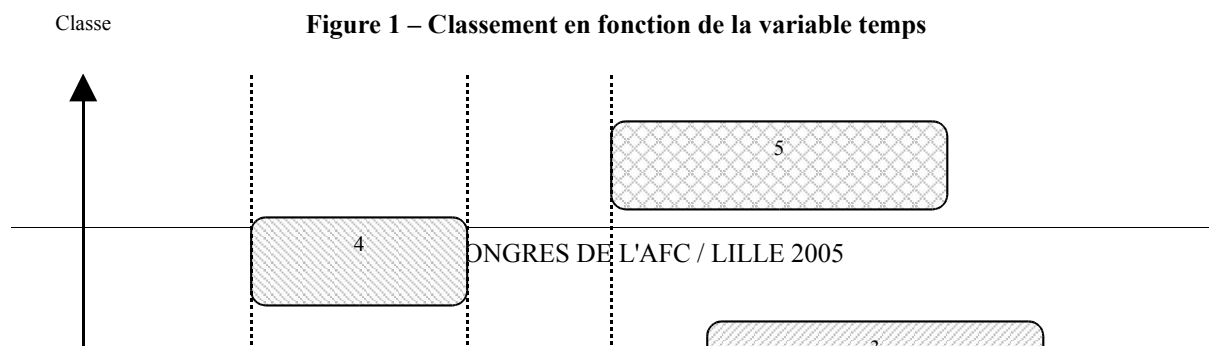 Classe
Figure 1 – Classement en fonction de la variable temps
5
4
ONGRES DE L'AFC / LILLE 2005